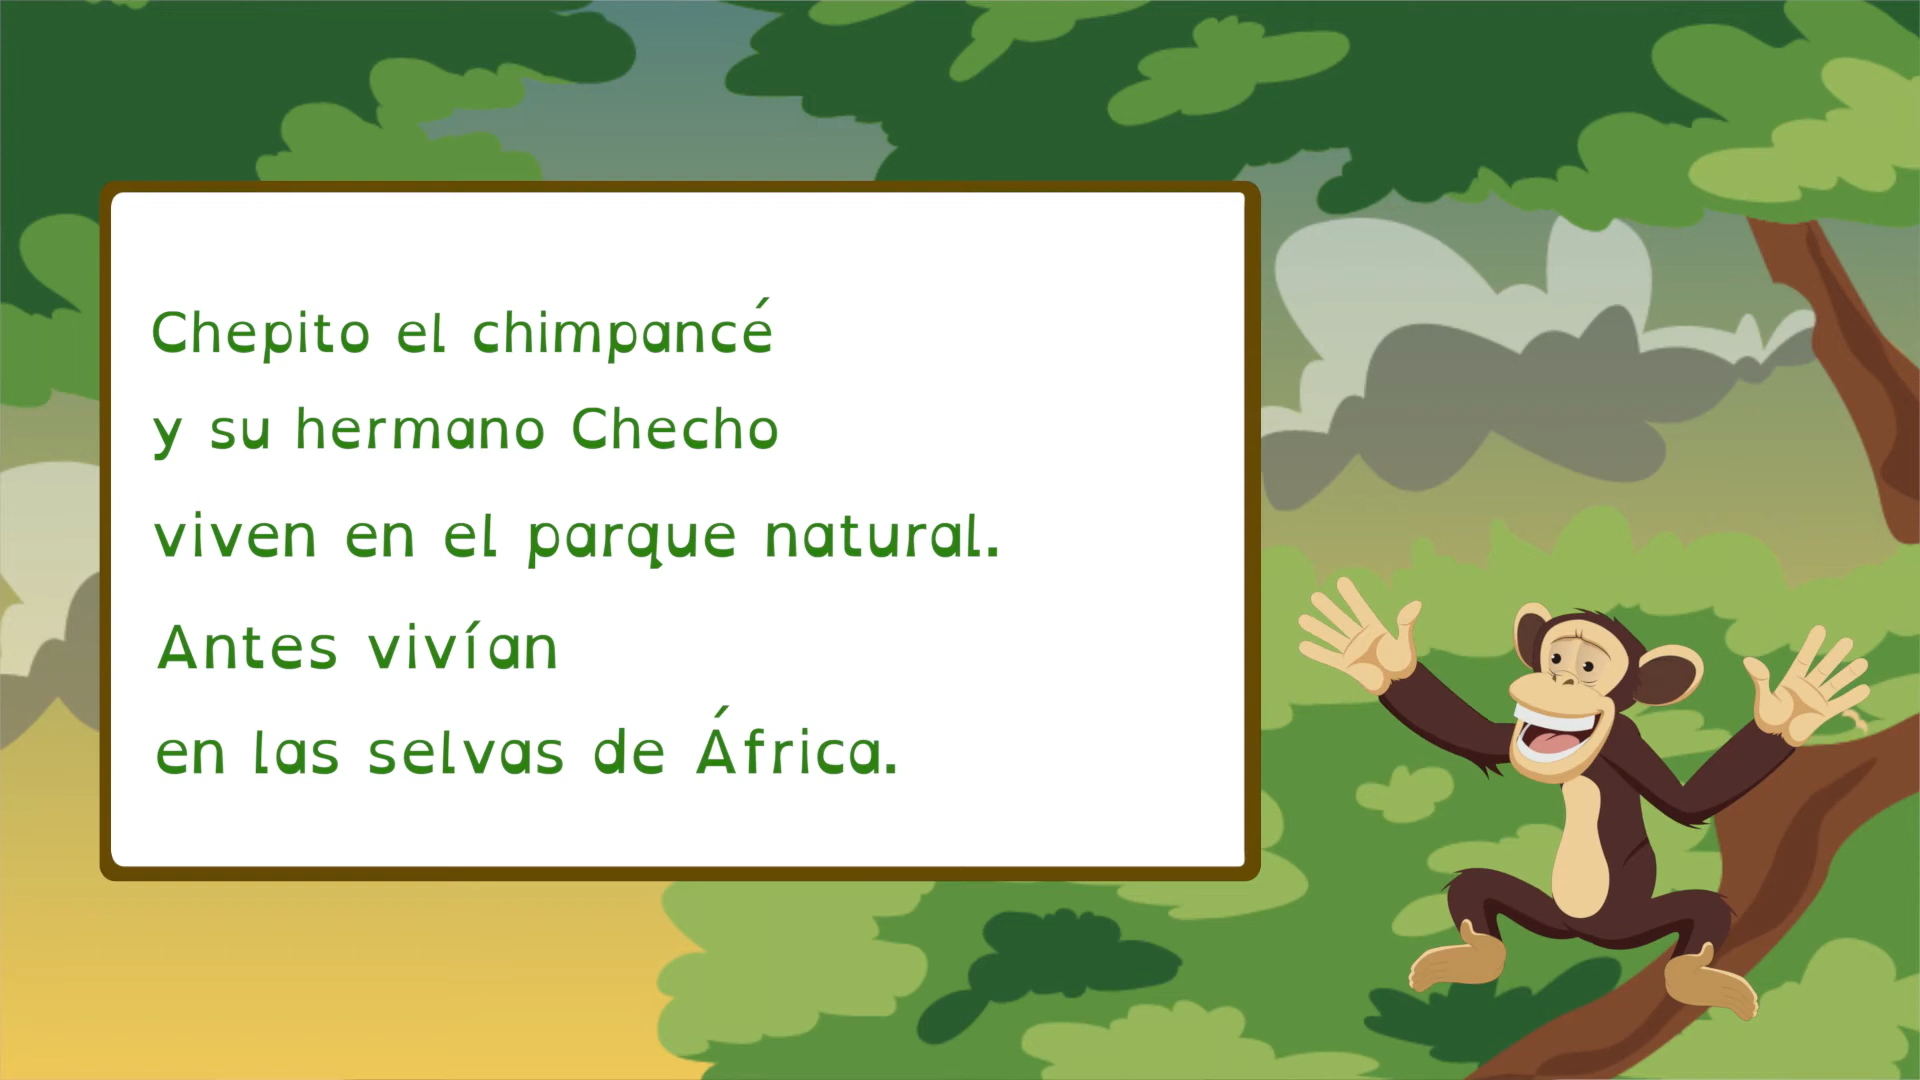 Chepito el chimpancé
y su hermano Checho
viven en el parque natural.
Antes vivían
en las selvas de África.